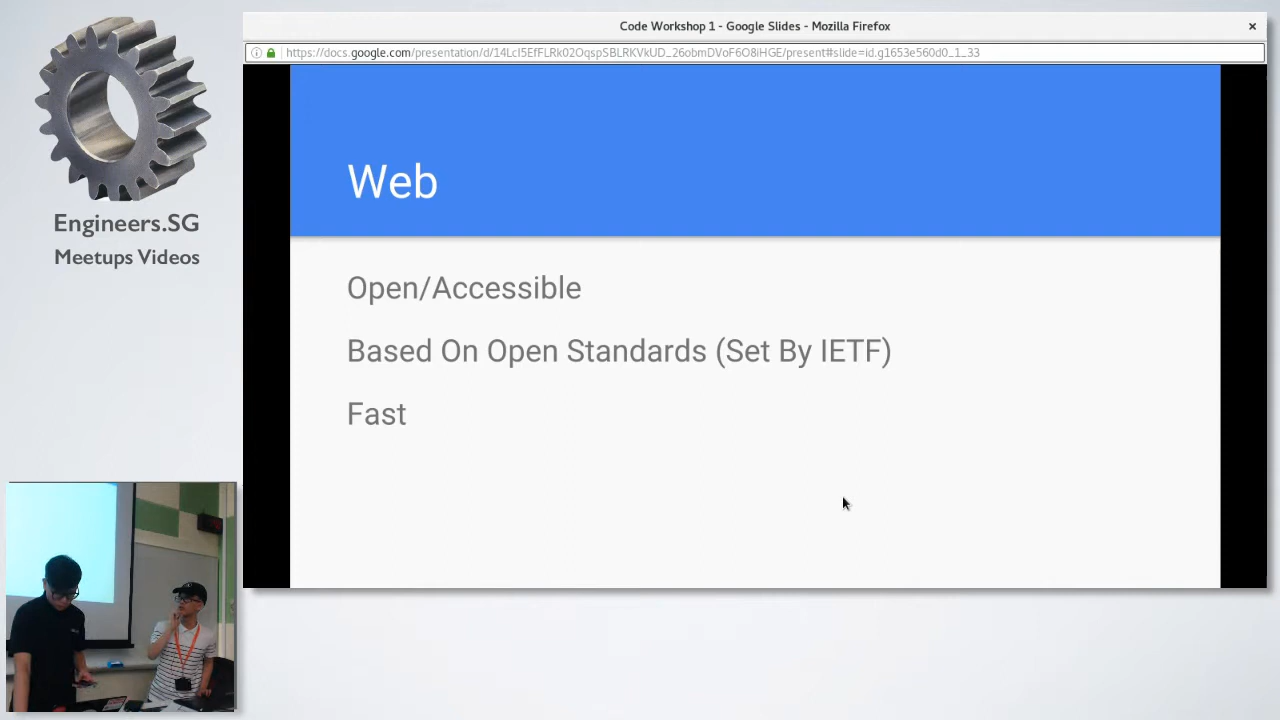 Code Workshop 1 - Google Slides - Mozilla Firefox
https://docs.google.com/presentation/d/14LcI5EfFLRk02OqspSBLRKVkUD_26obmDVoF6O8iHGE/present#slide=id.g1653e560d0_1_33
Engineers.SG
Meetups Videos
Web
Open/Accessible
Based On Open Standards (Set By IETF)
Fast